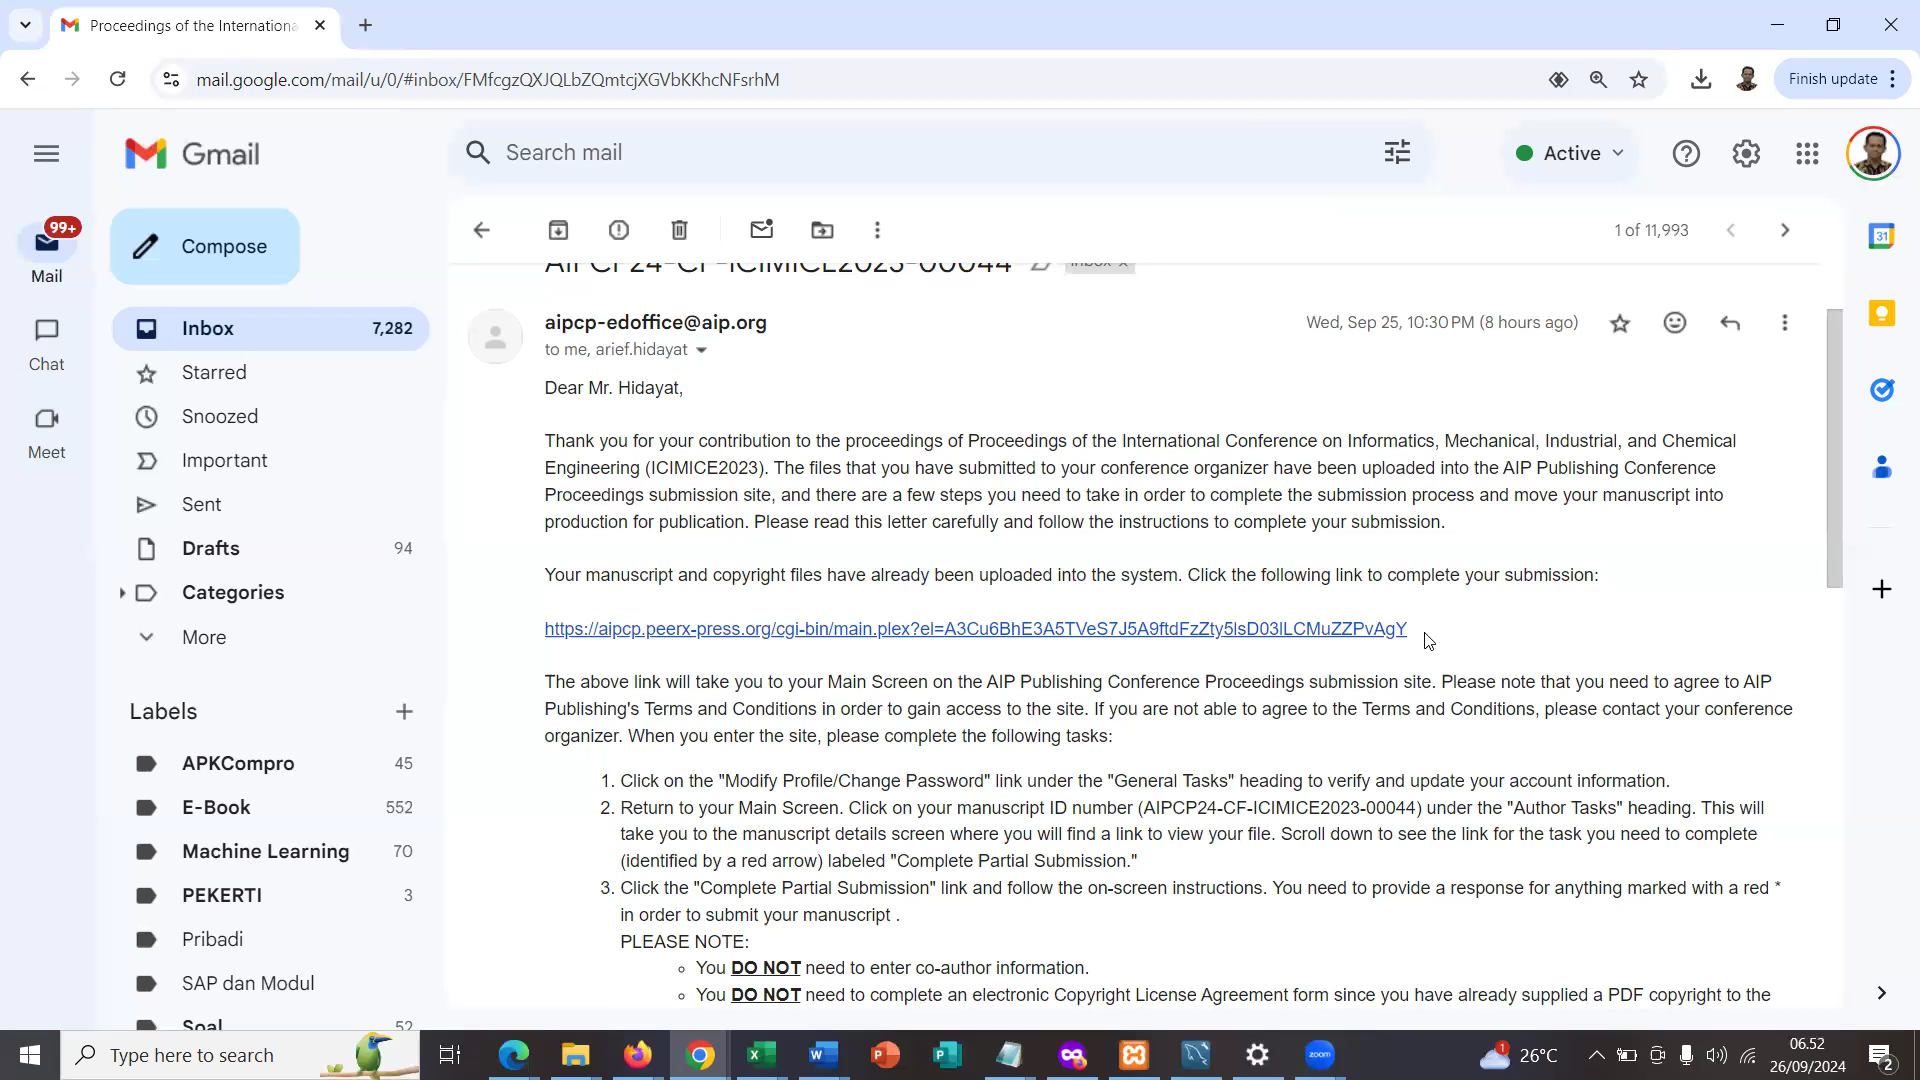 Proceedings of the Internationa
mail.google.com/mail/u/0/#inbox/FMfcgzQXJQLbZQmtcjXGVbKKhcNFsrhM
Finish update
Gmail
Search mail
Active
99+
Mail
Chat
Meet
Compose
Inbox 7,282
Starred
Snoozed
Important
Sent
Drafts 94
Categories
More
Labels
APKCompro 45
E-Book 552
Machine Learning 70
PEKERTI 3
Pribadi
SAP dan Modul
Soal 52
1 of 11,993
AIPCP24-CF-ICIMICE2023-00044 Inbox x
aipcp-edoffice@aip.org
Wed, Sep 25, 10:30 PM (8 hours ago)
to me, arief.hidayat
Dear Mr. Hidayat,
Thank you for your contribution to the proceedings of Proceedings of the International Conference on Informatics, Mechanical, Industrial, and Chemical
Engineering (ICIMICE2023). The files that you have submitted to your conference organizer have been uploaded into the AIP Publishing Conference
Proceedings submission site, and there are a few steps you need to take in order to complete the submission process and move your manuscript into
production for publication. Please read this letter carefully and follow the instructions to complete your submission.
Your manuscript and copyright files have already been uploaded into the system. Click the following link to complete your submission:
https://aipcp.peerx-press.org/cgi-bin/main.plex?el=A3Cu6BhE3A5TVeS7J5A9ftdFzZty5lsD03lLCMuZZPvAgY
The above link will take you to your Main Screen on the AIP Publishing Conference Proceedings submission site. Please note that you need to agree to AIP
Publishing's Terms and Conditions in order to gain access to the site. If you are not able to agree to the Terms and Conditions, please contact your conference
organizer. When you enter the site, please complete the following tasks:
1. Click on the "Modify Profile/Change Password" link under the "General Tasks" heading to verify and update your account information.
2. Return to your Main Screen. Click on your manuscript ID number (AIPCP24-CF-ICIMICE2023-00044) under the "Author Tasks" heading. This will
take you to the manuscript details screen where you will find a link to view your file. Scroll down to see the link for the task you need to complete
(identified by a red arrow) labeled "Complete Partial Submission."
3. Click the "Complete Partial Submission" link and follow the on-screen instructions. You need to provide a response for anything marked with a red *
in order to submit your manuscript .
PLEASE NOTE:
You DO NOT need to enter co-author information.
You DO NOT need to complete an electronic Copyright License Agreement form since you have already supplied a PDF copyright to the
31
Type here to search
zoom
1
26°C
06.52
26/09/2024
2